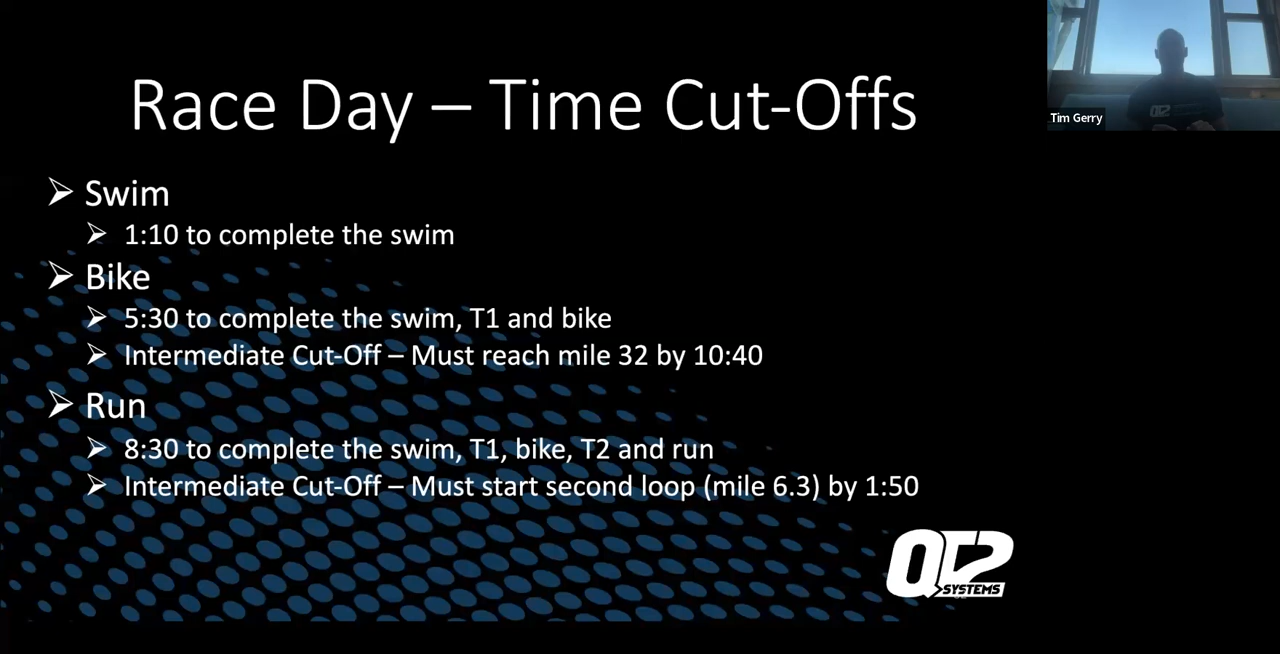 Race Day – Time Cut-Offs
Tim Gerry
➢ Swim
➢ 1:10 to complete the swim
➢ Bike
➢ 5:30 to complete the swim, T1 and bike
➢ Intermediate Cut-Off – Must reach mile 32 by 10:40
➢ Run
➢ 8:30 to complete the swim, T1, bike, T2 and run
➢ Intermediate Cut-Off – Must start second loop (mile 6.3) by 1:50
QT2
SYSTEMS